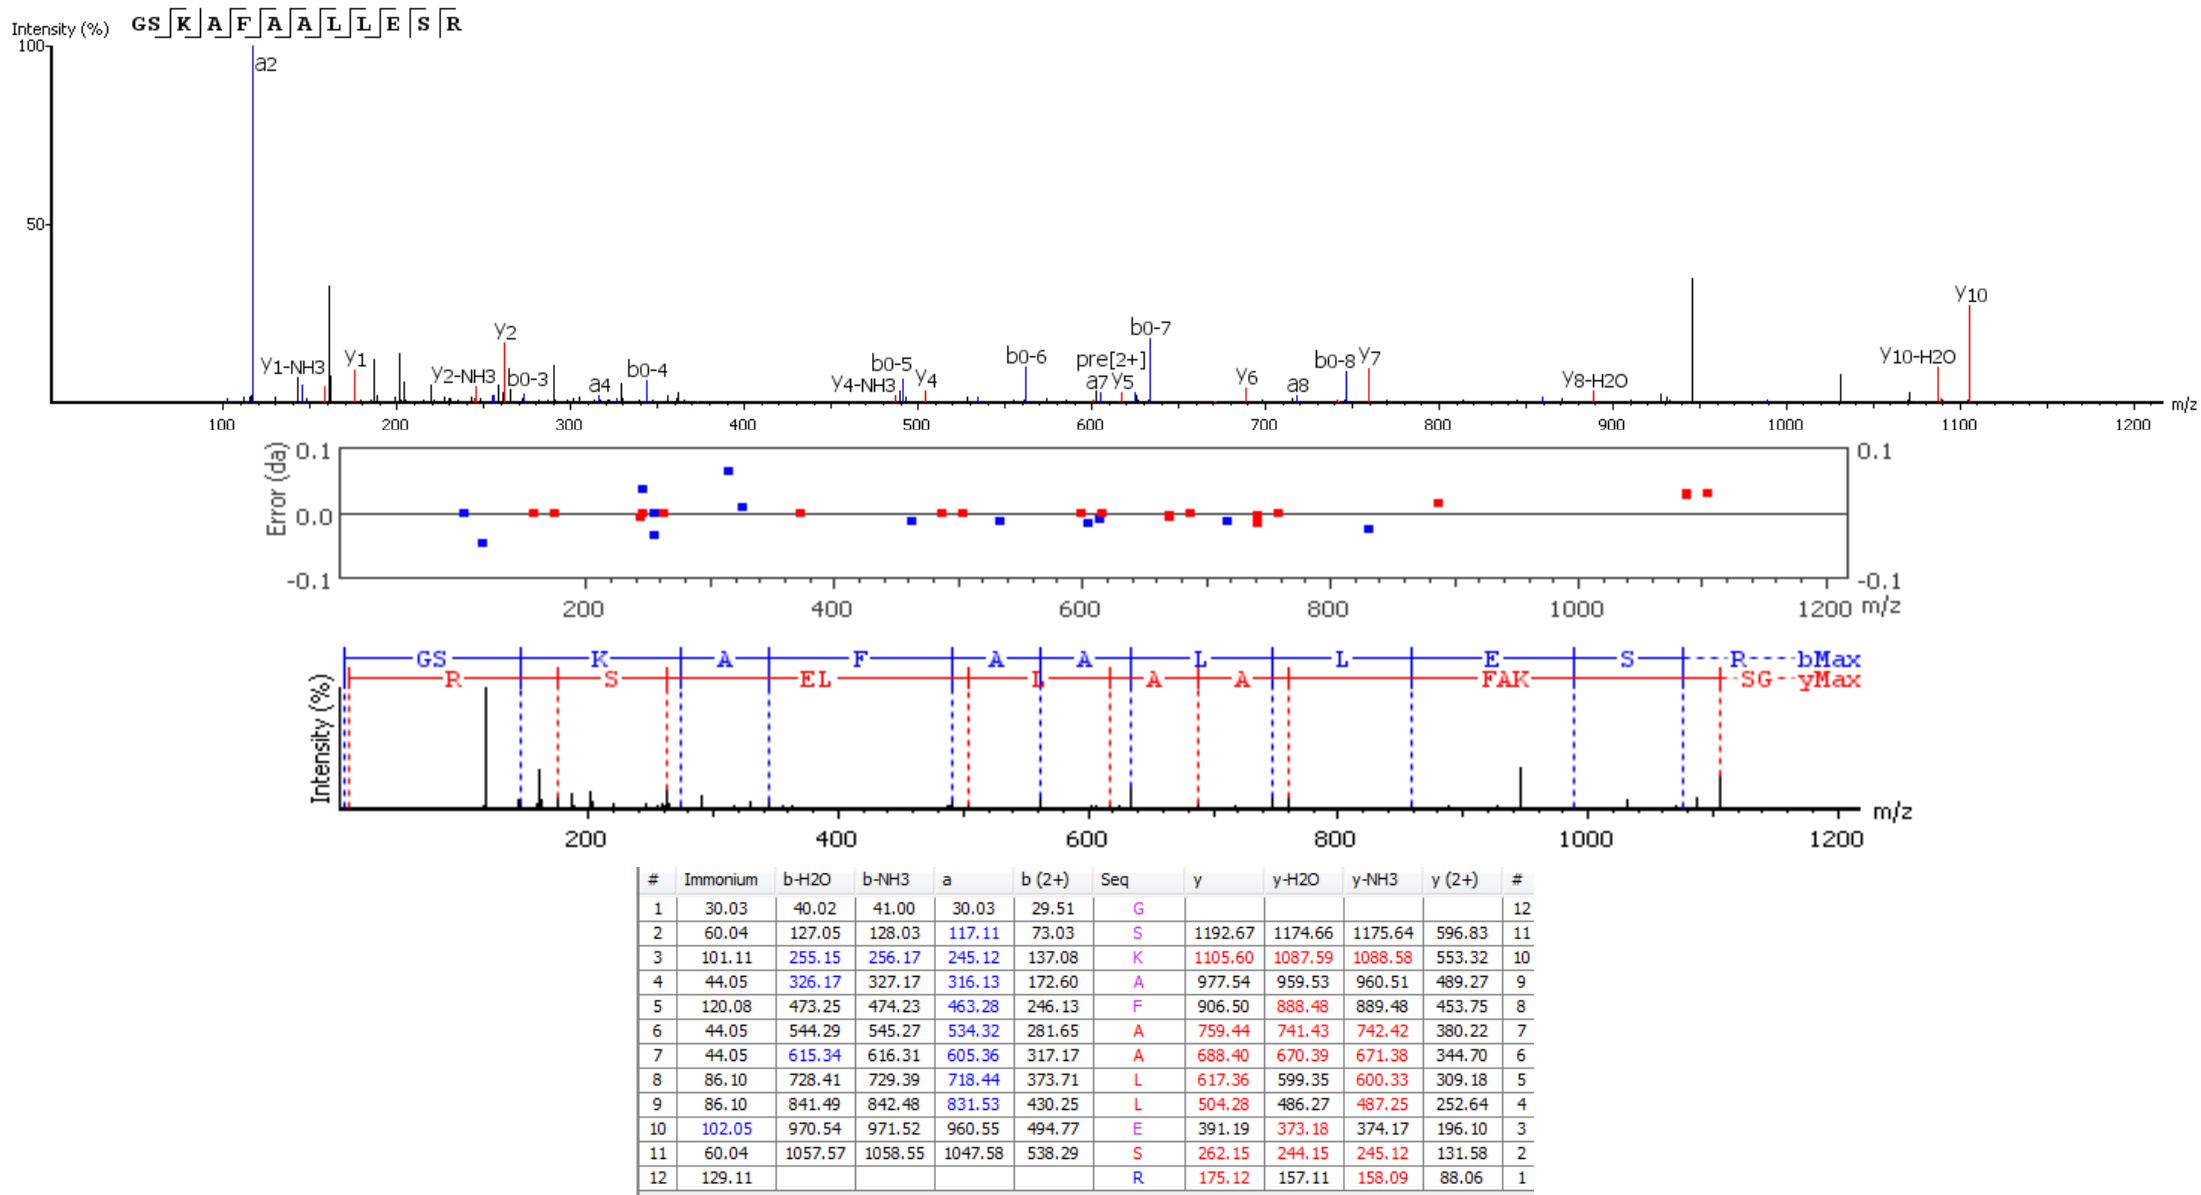 Intensity (%) GS K A F A A L L E S R
100
a2
50
y10
y2
b0-7
y1-NH3 y1 y2-NH3 b0-3 a4 b0-4 y4-NH3 b0-5 y4 b0-6 pre[2+] a7 y5 y6 a8 b0-8 y7 y8-H2O y10-H2O
100 200 300 400 500 600 700 800 900 1000 1100 1200 m/z
Error (da)
0.1 0.1
0.0
-0.1 -0.1
200 400 600 800 1000 1200 m/z
GS K A F A A L L E S R bMax
R S EL L A A FAK SG yMax
Intensity (%)
200 400 600 800 1000 1200 m/z
# Immonium b-H2O b-NH3 a b (2+) Seq y y-H2O y-NH3 y (2+) #
1 30.03 40.02 41.00 30.03 29.51 G 12
2 60.04 127.05 128.03 117.11 73.03 S 1192.67 1174.66 1175.64 596.83 11
3 101.11 255.15 256.17 245.12 137.08 K 1105.60 1087.59 1088.58 553.32 10
4 44.05 326.17 327.17 316.13 172.60 A 977.54 959.53 960.51 489.27 9
5 120.08 473.25 474.23 463.28 246.13 F 906.50 888.48 889.48 453.75 8
6 44.05 544.29 545.27 534.32 281.65 A 759.44 741.43 742.42 380.22 7
7 44.05 615.34 616.31 605.36 317.17 A 688.40 670.39 671.38 344.70 6
8 86.10 728.41 729.39 718.44 373.71 L 617.36 599.35 600.33 309.18 5
9 86.10 841.49 842.48 831.53 430.25 L 504.28 486.27 487.25 252.64 4
10 102.05 970.54 971.52 960.55 494.77 E 391.19 373.18 374.17 196.10 3
11 60.04 1057.57 1058.55 1047.58 538.29 S 262.15 244.15 245.12 131.58 2
12 129.11 R 175.12 157.11 158.09 88.06 1